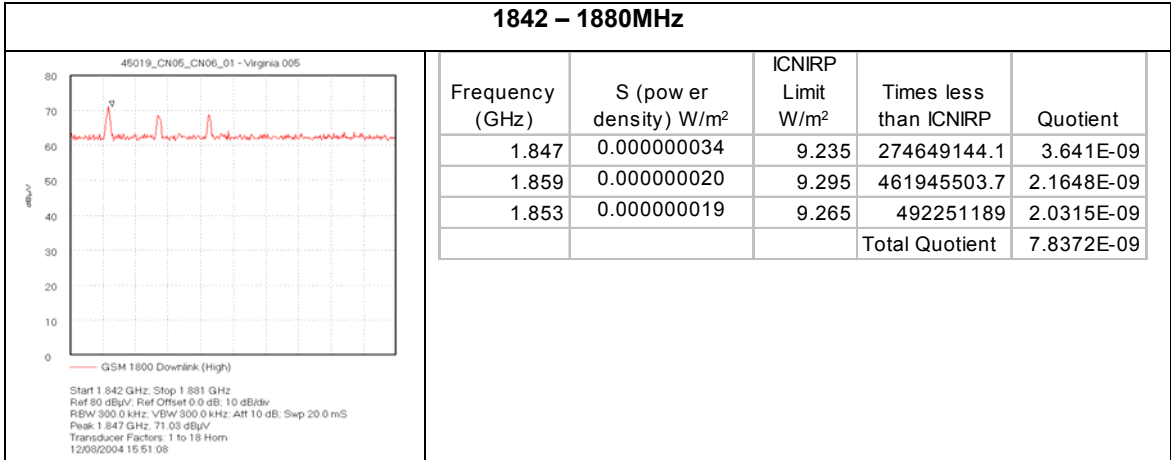 1842 – 1880MHz
45019_CN05_CN06_01 - Virginia 005
80
70
60
50
40
30
20
10
0
dBµV
GSM 1800 Downlink (High)
Start 1.842 GHz; Stop 1.881 GHz
Ref 80 dBµV; Ref Offset 0.0 dB; 10 dB/div
RBW 300.0 kHz; VBW 300.0 kHz; Att 10 dB; Swp 20.0 mS
Peak 1.847 GHz, 71.03 dBµV
Transducer Factors: 1 to 18 Horn
12/08/2004 15:51:08
Frequency (GHz) S (pow er density) W/m² ICNIRP Limit W/m² Times less than ICNIRP Quotient
1.847 0.000000034 9.235 274649144.1 3.641E-09
1.859 0.000000020 9.295 461945503.7 2.1648E-09
1.853 0.000000019 9.265 492251189 2.0315E-09
Total Quotient 7.8372E-09